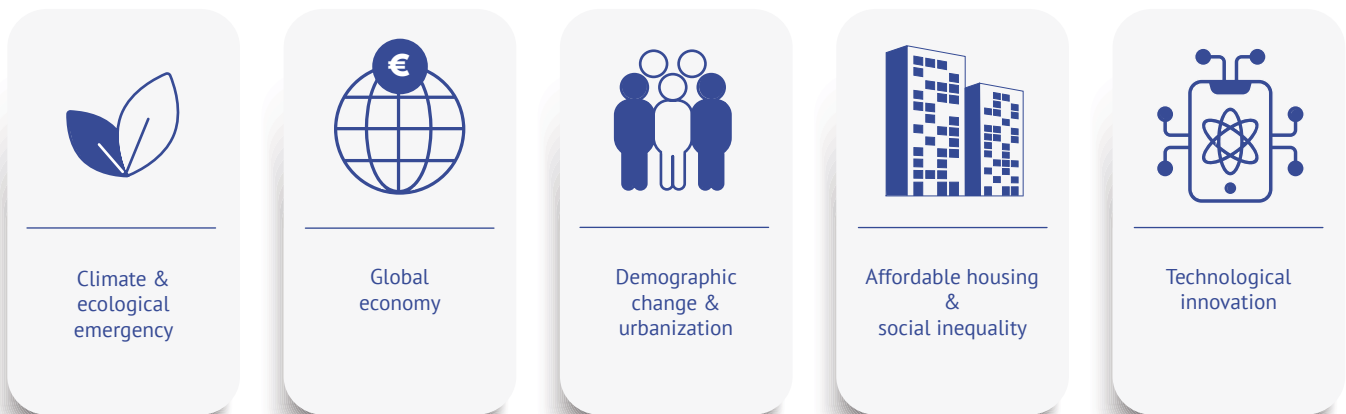 €
Climate &
ecological
emergency
Global
economy
Demographic
change &
urbanization
Affordable housing
&
social inequality
Technological
innovation